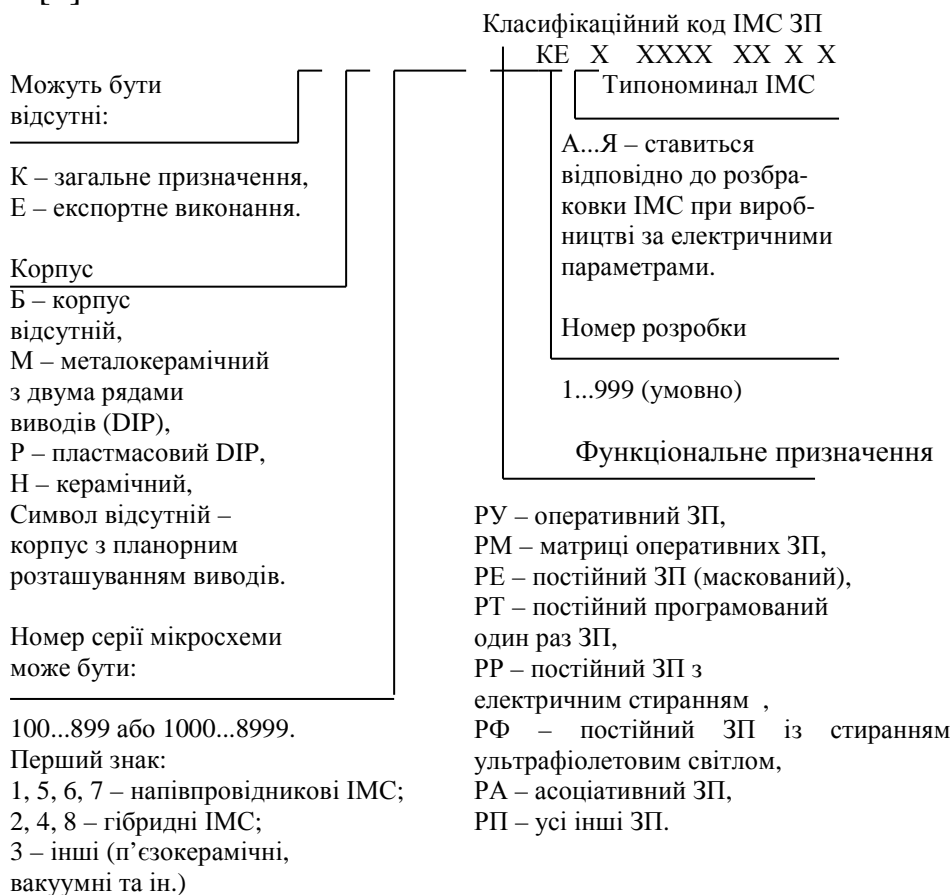 Класифікаційний код ІМС ЗП
КЕ Х ХХХХ ХХ Х Х
Можуть бути
відсутні:
К – загальне призначення,
Е – експортне виконання.
Корпус
Б – корпус
відсутній,
М – металокерамічний
з двума рядами
виводів (DIP),
Р – пластмасовий DIP,
Н – керамічний,
Символ відсутній –
корпус з планорним
розташуванням виводів.
Номер серії мікросхеми
може бути:
100...899 або 1000...8999.
Перший знак:
1, 5, 6, 7 – напівпровідникові ІМС;
2, 4, 8 – гібридні ІМС;
3 – інші (п’єзокерамічні,
вакуумні та ін.)
Типономинал ІМС
А...Я – ставиться
відповідно до розбра-
ковки ІМС при вироб-
ництві за електричними
параметрами.
Номер розробки
1...999 (умовно)
Функціональне призначення
РУ – оперативний ЗП,
РМ – матриці оперативних ЗП,
РЕ – постійний ЗП (маскований),
РТ – постійний програмований
один раз ЗП,
РР – постійний ЗП з
електричним стиранням ,
РФ – постійний ЗП із стиранням
ультрафіолетовим світлом,
РА – асоціативний ЗП,
РП – усі інші ЗП.